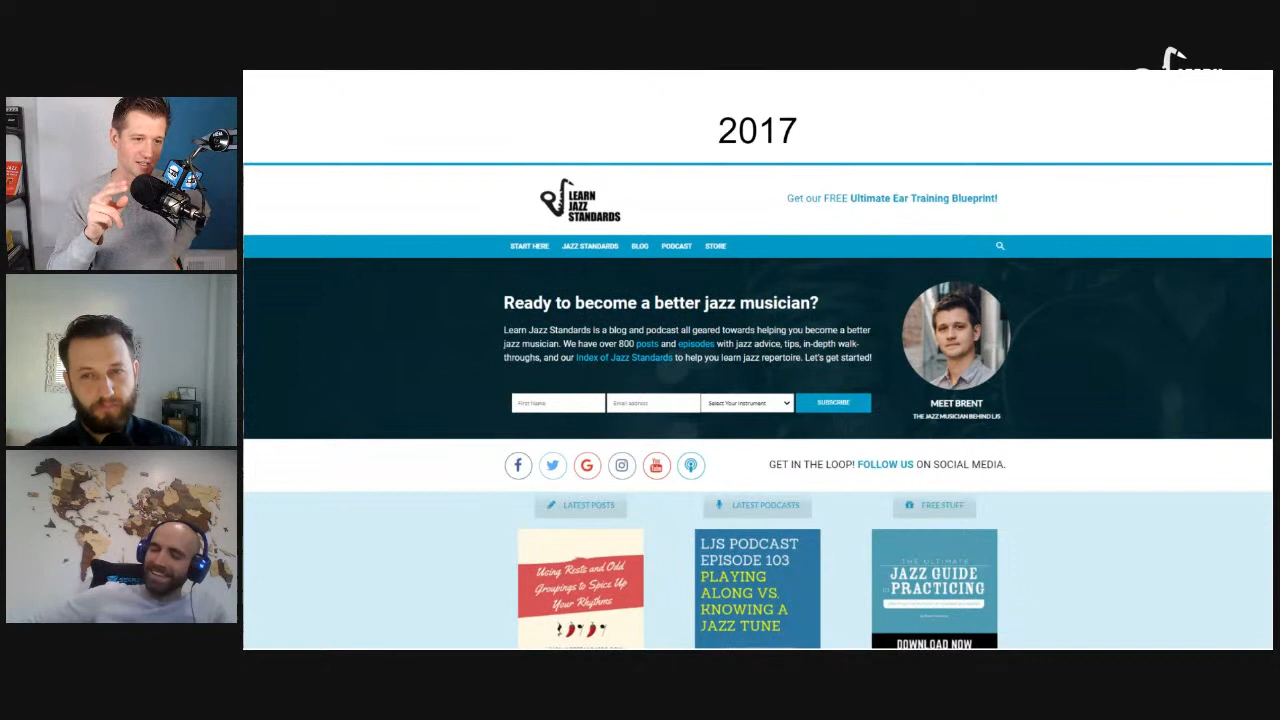 2017
LEARN
JAZZ
STANDARDS
Get our FREE Ultimate Ear Training Blueprint!
START HERE JAZZ STANDARDS BLOG PODCAST STORE
Ready to become a better jazz musician?
Learn Jazz Standards is a blog and podcast all geared towards helping you become a better
jazz musician. We have over 800 posts and episodes with jazz advice, tips, in-depth walk-
throughs, and our Index of Jazz Standards to help you learn jazz repertoire. Let's get started!
First Name Email address Select Your Instrument SUBSCRIBE
MEET BRENT
THE JAZZ MUSICIAN BEHIND LJS
You
Tube
GET IN THE LOOP! FOLLOW US ON SOCIAL MEDIA.
LATEST POSTS LATEST PODCASTS FREE STUFF
Using Rests and Odd
Groupings to Spice Up
Your Rhythms
LJS PODCAST
EPISODE 103
PLAYING
ALONG VS.
KNOWING A
JAZZ TUNE
THE ULTIMATE
JAZZ GUIDE
TO PRACTICING
DOWNLOAD NOW